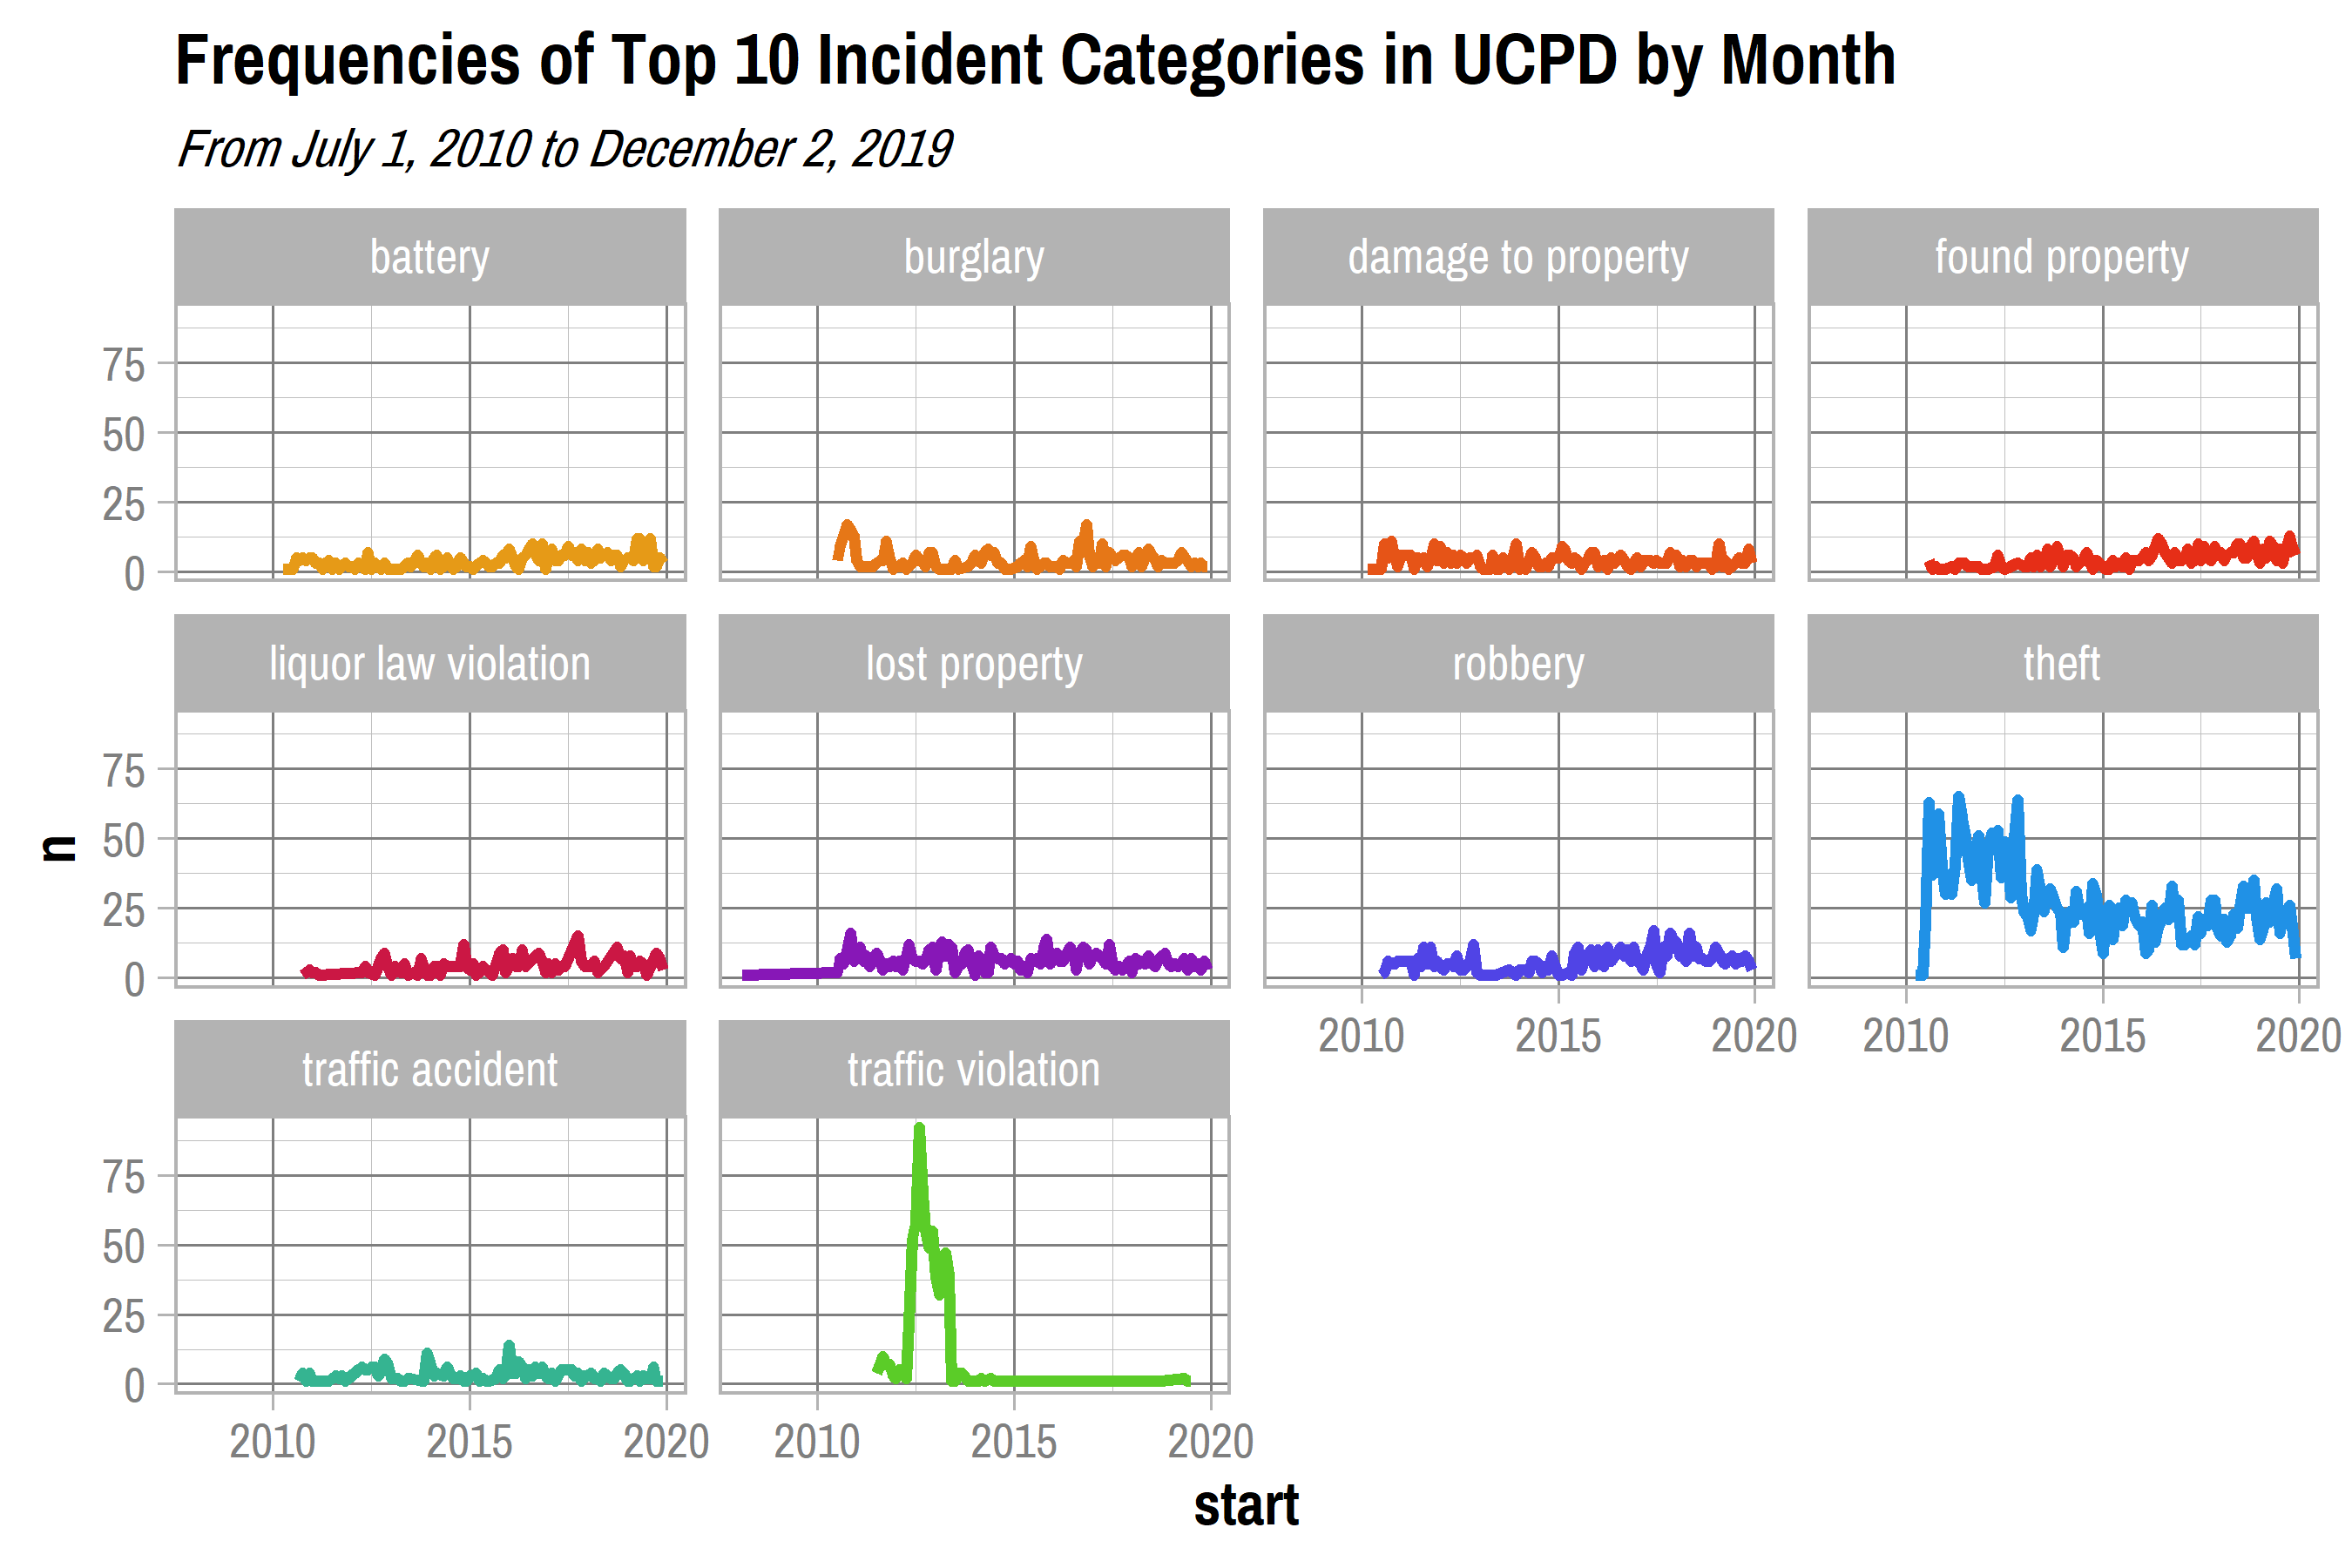 Frequencies of Top 10 Incident Categories in UCPD by Month
From July 1, 2010 to December 2, 2019
battery
burglary
damage to property
found property
75
50
25
0
liquor law violation
lost property
robbery
theft
75
50
25
0
n
2010 2015 2020
2010 2015 2020
traffic accident
traffic violation
75
50
25
0
2010 2015 2020
2010 2015 2020
start